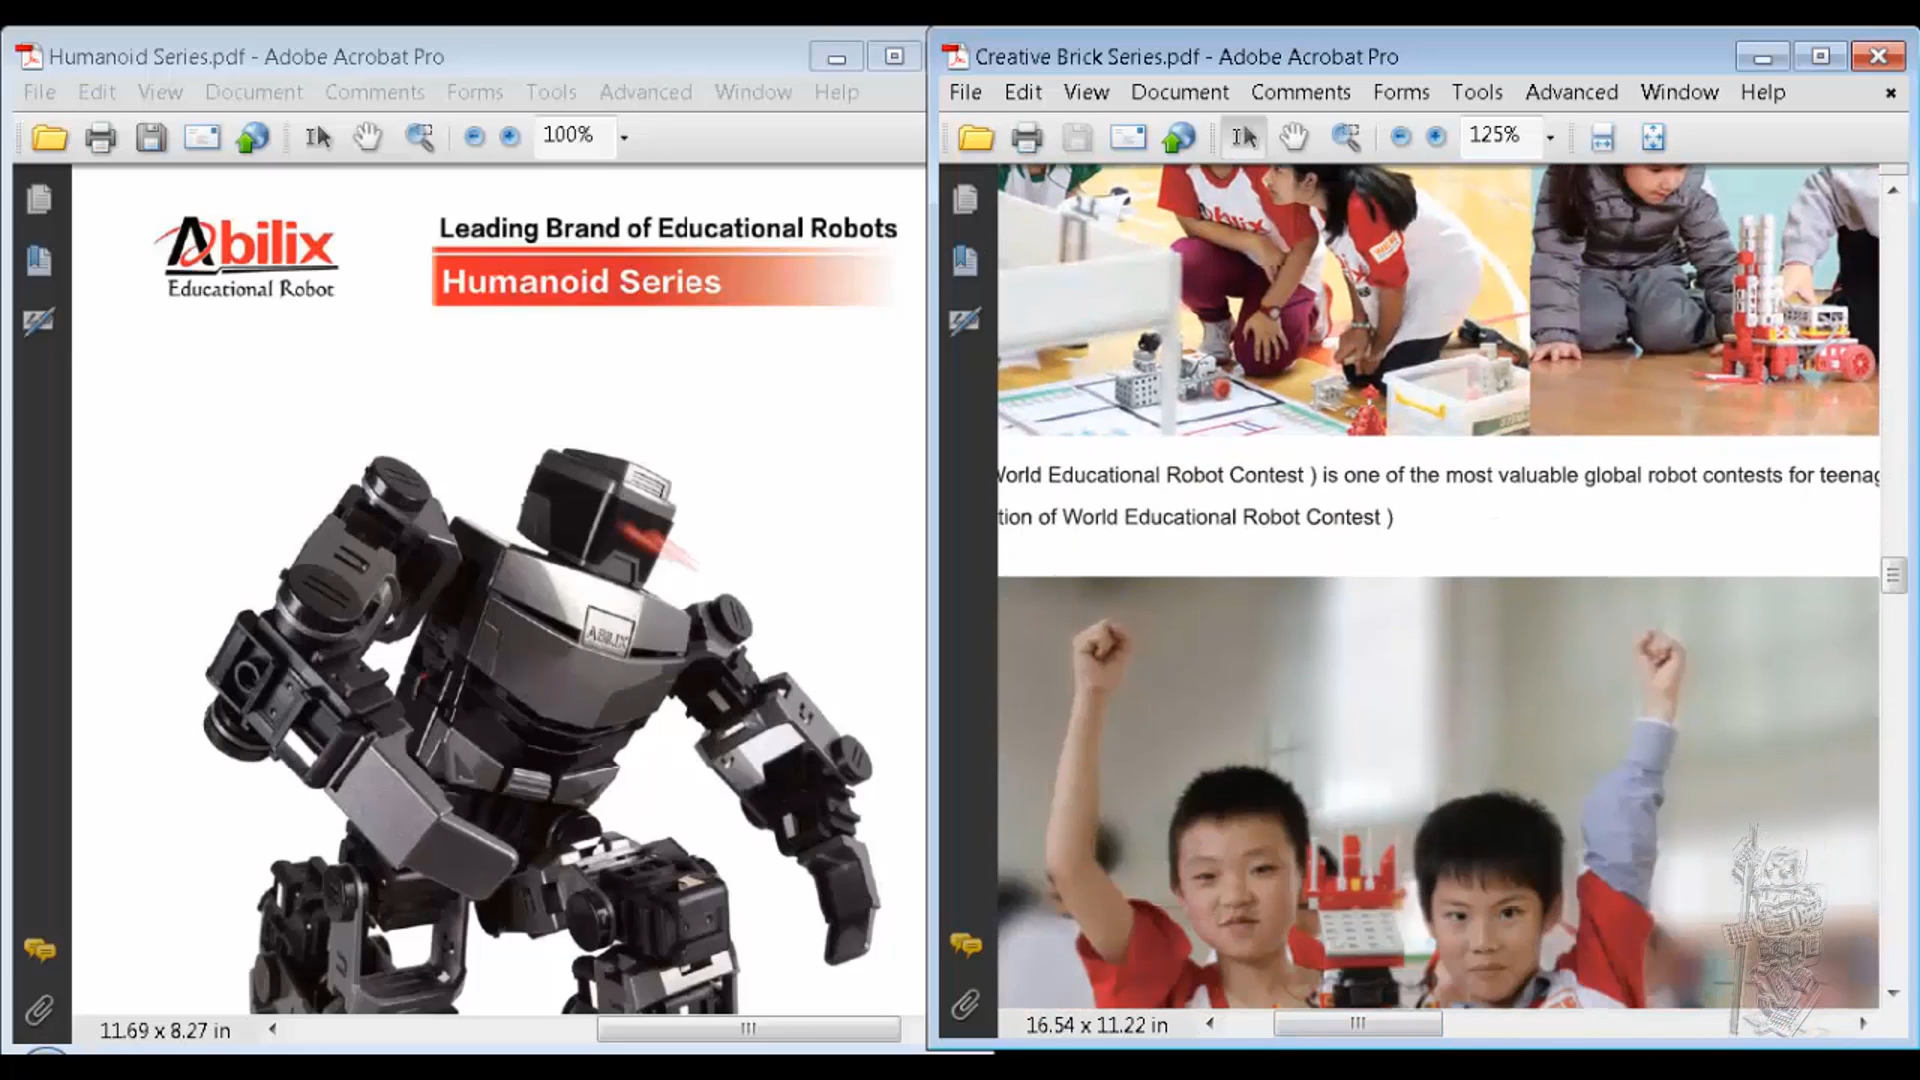 Humanoid Series.pdf - Adobe Acrobat Pro
File Edit View Document Comments Forms Tools Advanced Window Help
100%
Abilix
Educational Robot
Leading Brand of Educational Robots
Humanoid Series
ABILIX
11.69 x 8.27 in
Creative Brick Series.pdf - Adobe Acrobat Pro
File Edit View Document Comments Forms Tools Advanced Window Help
125%
World Educational Robot Contest ) is one of the most valuable global robot contests for teenag
tion of World Educational Robot Contest )
16.54 x 11.22 in